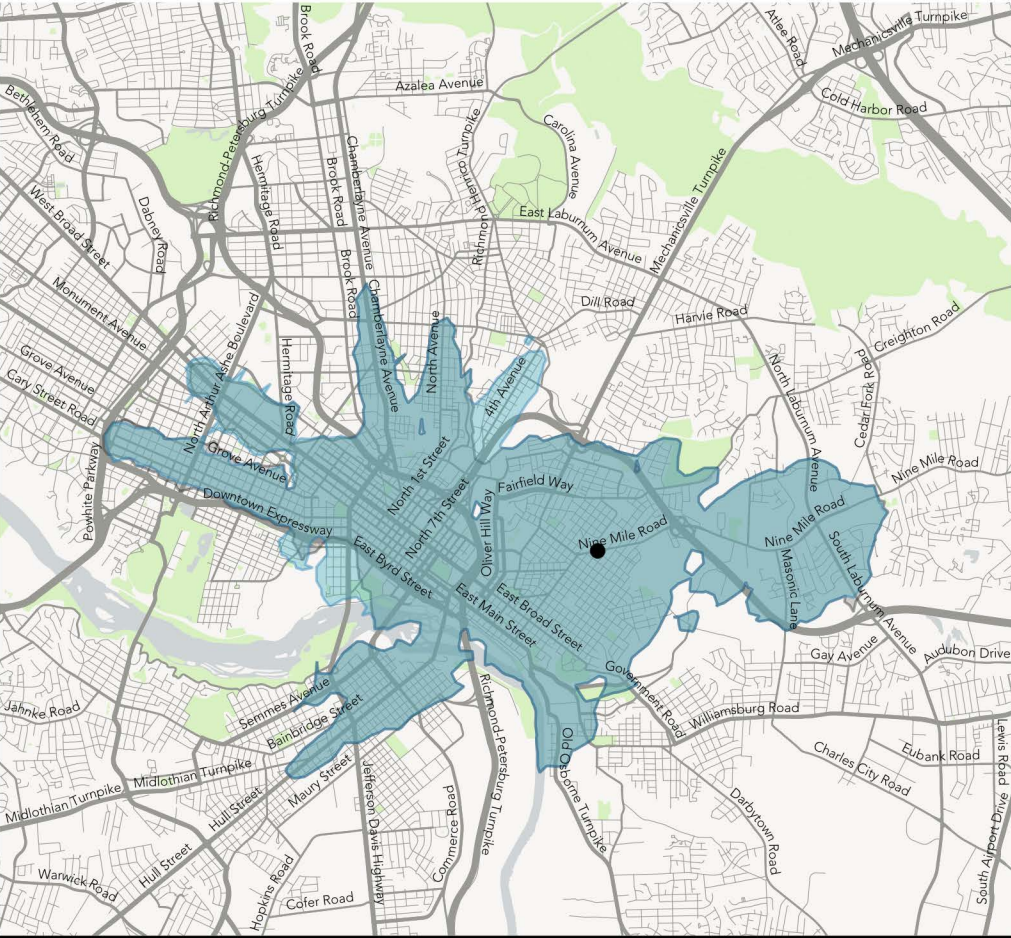 Brook Road
Atlee Road
Mechanicsville Turnpike
Azalea Avenue
Bethlehem Road
Richmond-Petersburg Turnpike
Cold Harbor Road
Richmond Henrico Turnpike
Carolina Avenue
Chamberlayne Avenue
Hermitage Road
Brook Road
Mechanicsville Turnpike
West Broad Street
Dabney Road
East Laburnum Avenue
Brook Road
Monument Avenue
Chamberlayne Avenue
Dill Road
Harvie Road
Creighton Road
North Arthur Ashe Boulevard
North Avenue
Grove Avenue
Hermitage Road
4th Avenue
North Laburnum Avenue
Cedar Fork Road
Cary Street Road
Powhite Parkway
Grove Avenue
North 1st Street
Nine Mile Road
Fairfield Way
North 7th Street
Downtown Expressway
Oliver Hill Way
Nine Mile Road
Nine Mile Road
East Byrd Street
Masonic Lane
South Laburnum Avenue
East Main Street
East Broad Street
Gay Avenue
Audubon Drive
Government Road
Semmes Avenue
Jahnke Road
Bainbridge Street
Richmond-Petersburg Turnpike
Williamsburg Road
Lewis Road
Old Osborne Turnpike
Charles City Road
Eubank Road
Midlothian Turnpike
Midlothian Turnpike
Maury Street
Hull Street
Jefferson Davis Highway
Commerce Road
Darbytown Road
South Airport Drive
Hull Street
Warwick Road
Hopkins Road
Cofer Road